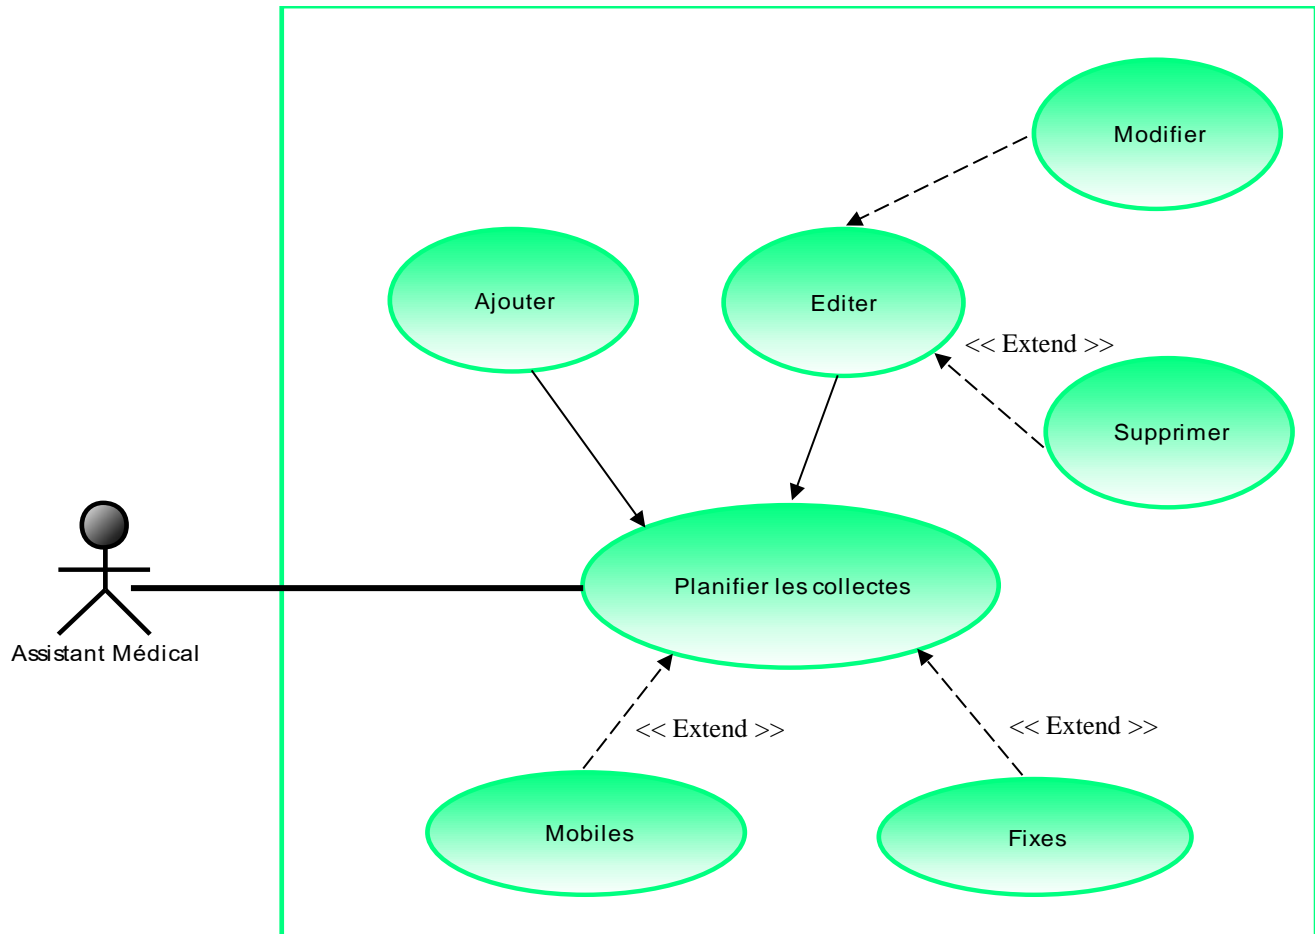 Modifier
Ajouter
Editer
<< Extend >>
Supprimer
Planifier les collectes
Assistant Médical
<< Extend >>
<< Extend >>
Mobiles
Fixes